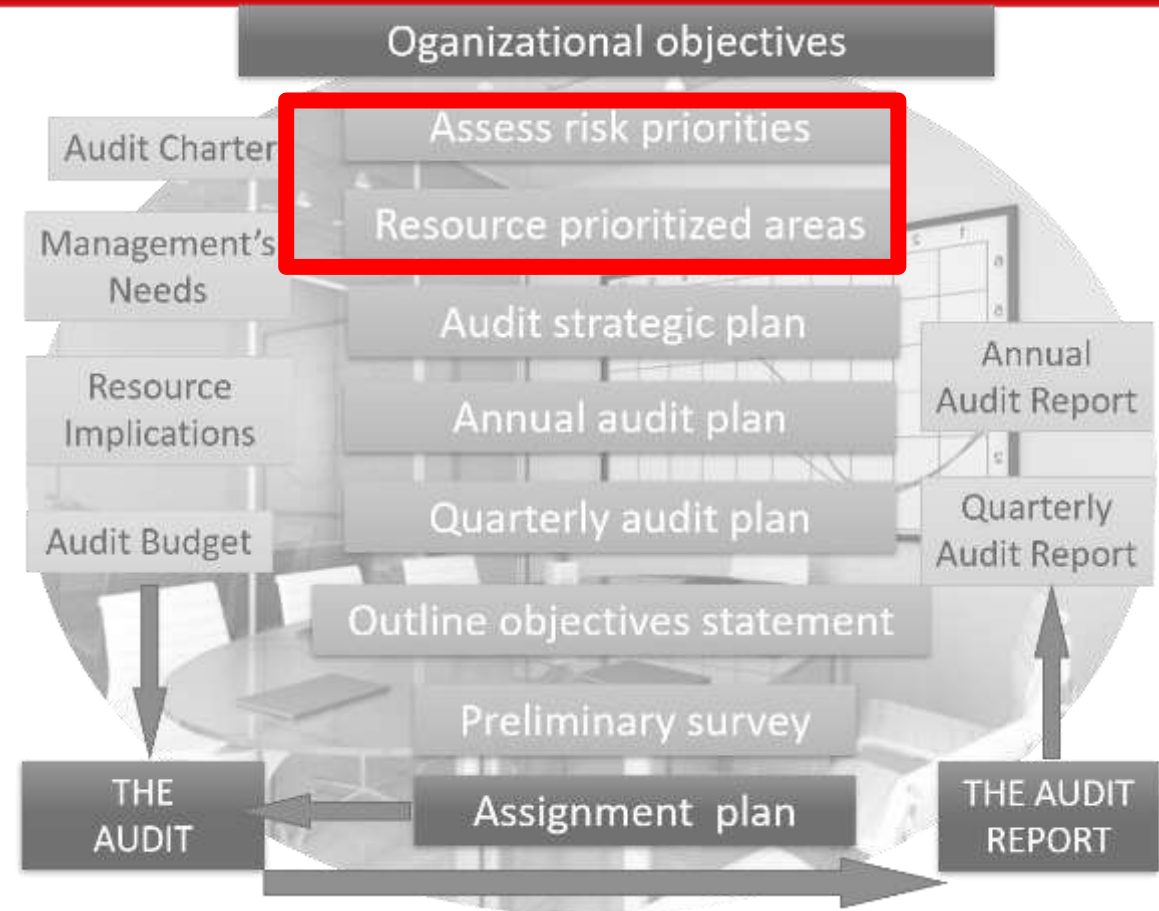 Oganizational objectives
Assess risk priorities
Audit Charter
Resource prioritized areas
Management's
Needs
Audit strategic plan
Annual
Audit Report
Resource
Implications
Annual audit plan
Quarterly audit plan
Quarterly
Audit Report
Audit Budget
Outline objectives statement
Preliminary survey
THE
AUDIT
Assignment plan
THE AUDIT
REPORT